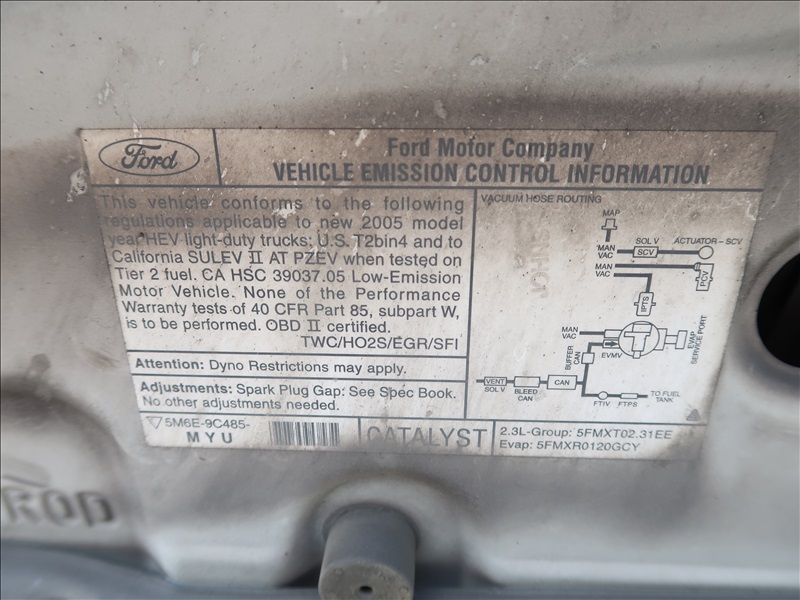 Ford
Ford Motor Company
VEHICLE EMISSION CONTROL INFORMATION
This vehicle conforms to the following
regulations applicable to new 2005 model
year HEV-light-duty trucks: U.S. T2bin4 and to
California SULEV II AT PZEV when tested on
Tier 2 fuel. CA HSC 39037.05 Low-Emission
Motor Vehicle. None of the Performance
Warranty tests of 40 CFR Part 85, subpart W,
is to be performed. OBD II certified.
TWC/HO2S/EGR/SFI
Attention: Dyno Restrictions may apply.
Adjustments: Spark Plug Gap: See Spec Book.
No other adjustments needed.
5M6E-9C485-
MYU
CATALYST
VACUUM HOSE ROUTING
MAP
MAN
VAC
SOL V
SCV
ACTUATOR - SCV
MAN
VAC
PCV
IPTS
MAN
VAC
EVMV
EVAP
SERVICE PORT
BUFFER
CAN
VENT
SOL V
BLEED
CAN
CAN
FTIV
FTPS
TO FUEL
TANK
2.3L-Group: 5FMXT02.31EE
Evap: 5FMXR0120GCY